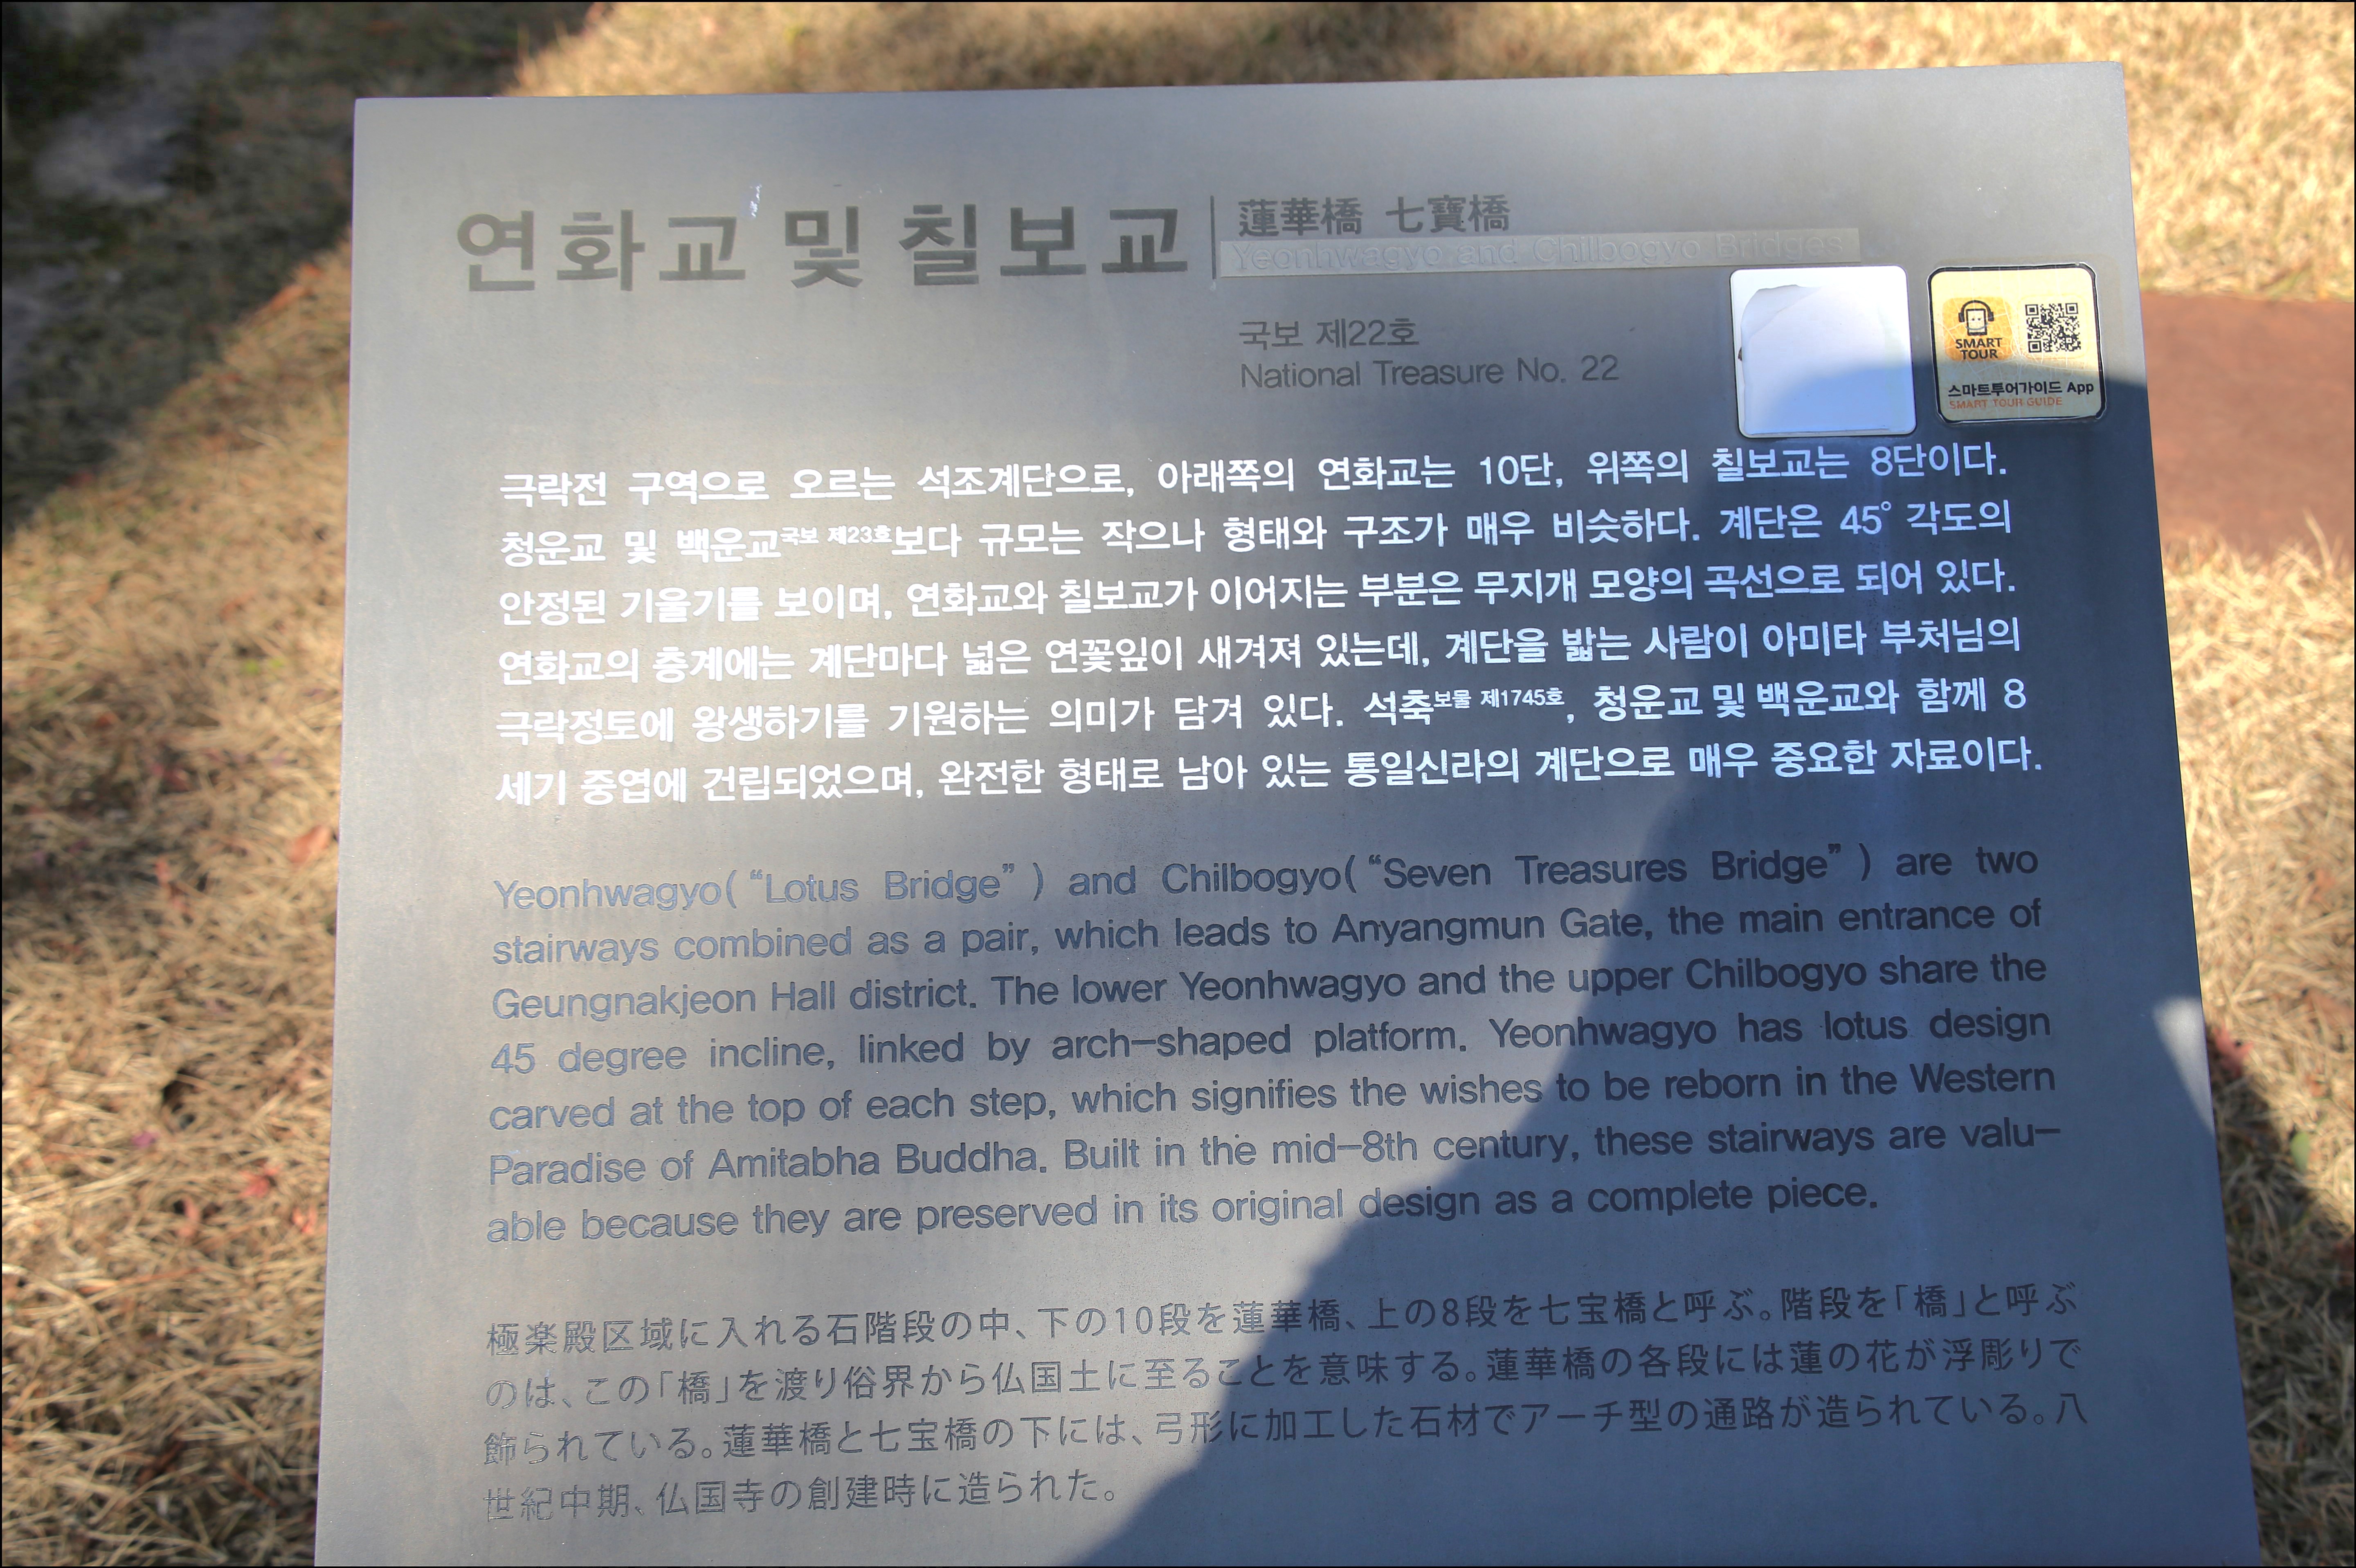 연화교 및 칠보교
蓮華橋 七寶橋
Yeonhwagyo and Chilbogyo Bridges
국보 제22호
National Treasure No. 22
SMART
TOUR
스마트투어가이드 App
SMART TOUR GUIDE
극락전 구역으로 오르는 석조계단으로, 아래쪽의 연화교는 10단, 위쪽의 칠보교는 8단이다.
청운교 및 백운교국보 제23호보다 규모는 작으나 형태와 구조가 매우 비슷하다. 계단은 45° 각도의
안정된 기울기를 보이며, 연화교와 칠보교가 이어지는 부분은 무지개 모양의 곡선으로 되어 있다.
연화교의 층계에는 계단마다 넓은 연꽃잎이 새겨져 있는데, 계단을 밟는 사람이 아미타 부처님의
극락정토에 왕생하기를 기원하는 의미가 담겨 있다. 석축보물 제1745호, 청운교 및 백운교와 함께 8
세기 중엽에 건립되었으며, 완전한 형태로 남아 있는 통일신라의 계단으로 매우 중요한 자료이다.
Yeonhwagyo(“Lotus Bridge”) and Chilbogyo(“Seven Treasures Bridge”) are two
stairways combined as a pair, which leads to Anyangmun Gate, the main entrance of
Geungnakjeon Hall district. The lower Yeonhwagyo and the upper Chilbogyo share the
45 degree incline, linked by arch-shaped platform. Yeonhwagyo has lotus design
carved at the top of each step, which signifies the wishes to be reborn in the Western
Paradise of Amitabha Buddha. Built in the mid-8th century, these stairways are valu-
able because they are preserved in its original design as a complete piece.
極楽殿区域に入れる石階段の中、下の10段を蓮華橋、上の8段を七宝橋と呼ぶ。階段を「橋」と呼ぶ
のは、この「橋」を渡り俗界から仏国土に至ることを意味する。蓮華橋の各段には蓮の花が浮彫りで
飾られている。蓮華橋と七宝橋の下には、弓形に加工した石材でアーチ型の通路が造られている。八
世紀中期、仏国寺の創建時に造られた。